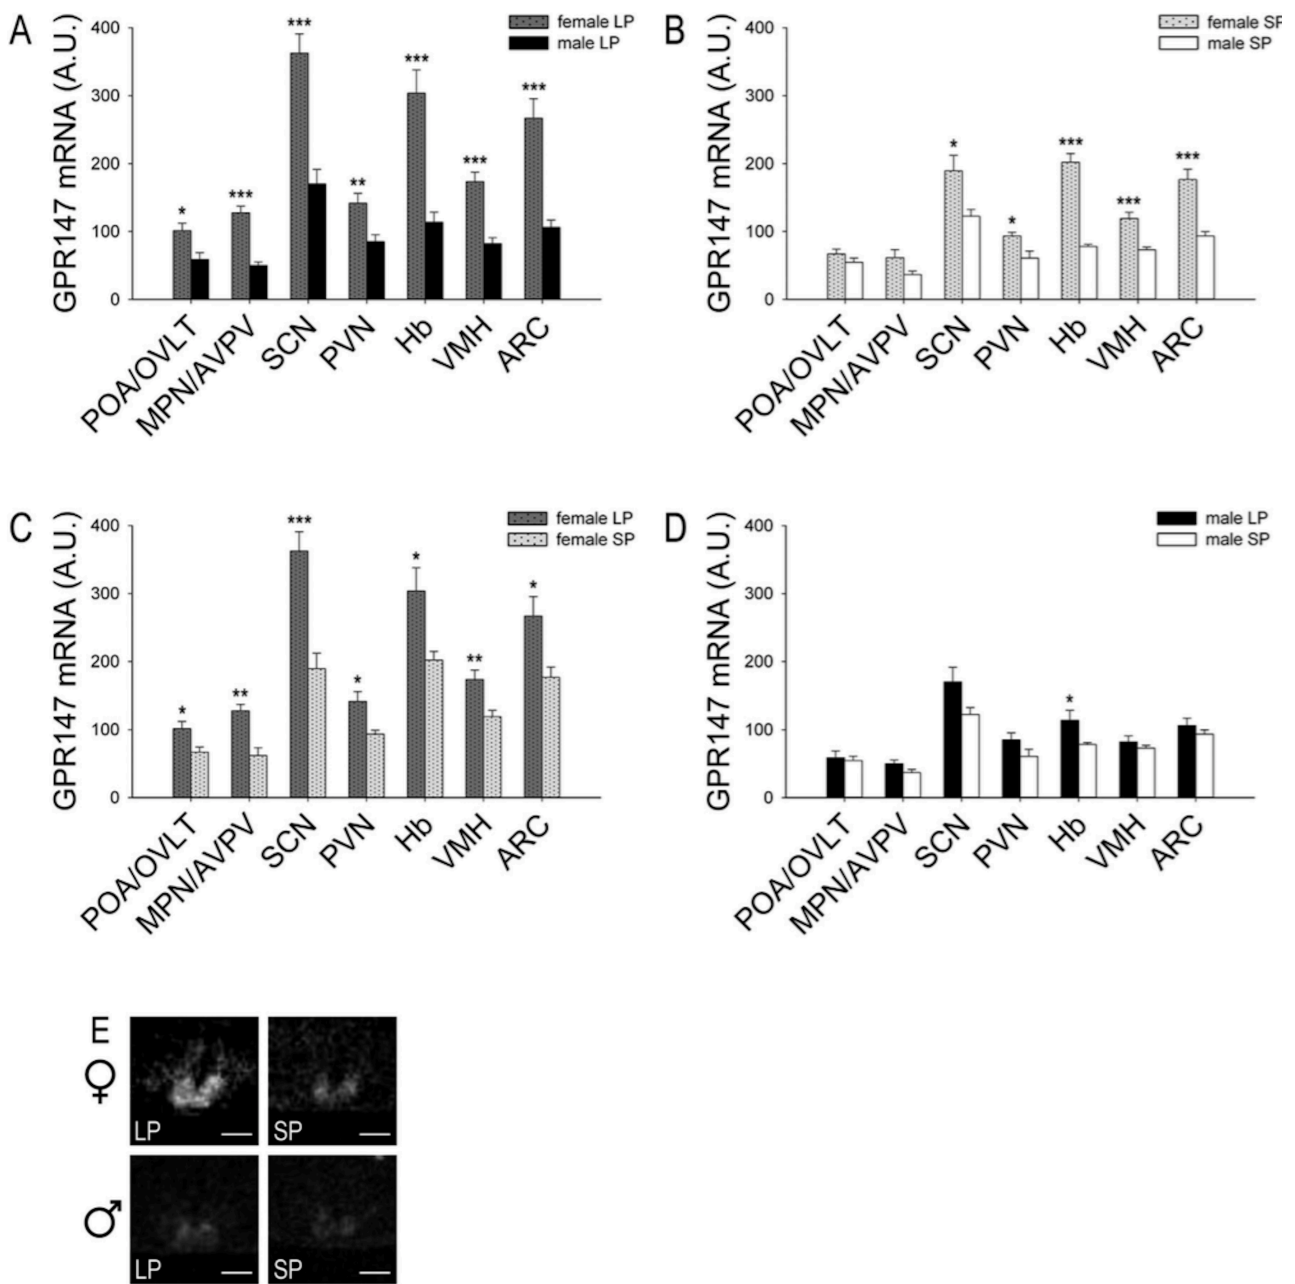 A
GPR147 mRNA (A.U.)
400
300
200
100
0
female LP
male LP
*
***
***
**
***
***
***
POA/OVLT
MPN/AVPV
SCN
PVN
Hb
VMH
ARC
B
GPR147 mRNA (A.U.)
400
300
200
100
0
female SP
male SP
*
*
***
***
***
POA/OVLT
MPN/AVPV
SCN
PVN
Hb
VMH
ARC
C
GPR147 mRNA (A.U.)
400
300
200
100
0
female LP
female SP
*
**
***
*
*
**
*
POA/OVLT
MPN/AVPV
SCN
PVN
Hb
VMH
ARC
D
GPR147 mRNA (A.U.)
400
300
200
100
0
male LP
male SP
*
POA/OVLT
MPN/AVPV
SCN
PVN
Hb
VMH
ARC
E
♀
LP
SP
♂
LP
SP